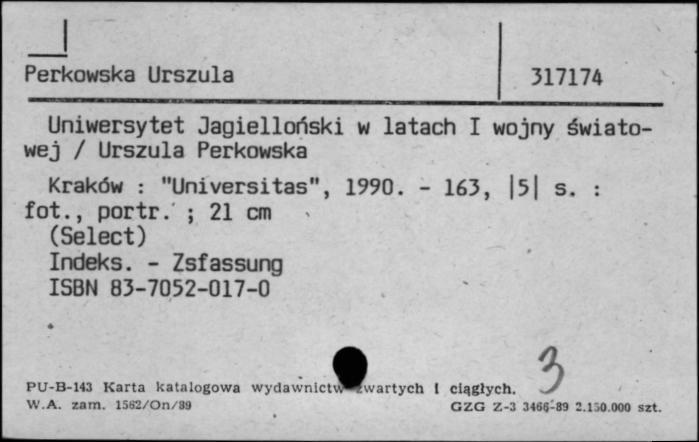 Perkowska Urszula 317174
Uniwersytet Jagielloński w latach I wojny świato-
wej / Urszula Perkowska
Kraków : "Universitas", 1990. - 163, |5| s. :
fot., portr. ; 21 cm
(Select)
Indeks. - Zsfassung
ISBN 83-7052-017-0
3
PU-B-143 Karta katalogowa wydawnictw zwartych i ciągłych.
W.A. zam. 1562/On/89 GZG Z-3 3466-89 2.150.000 szt.